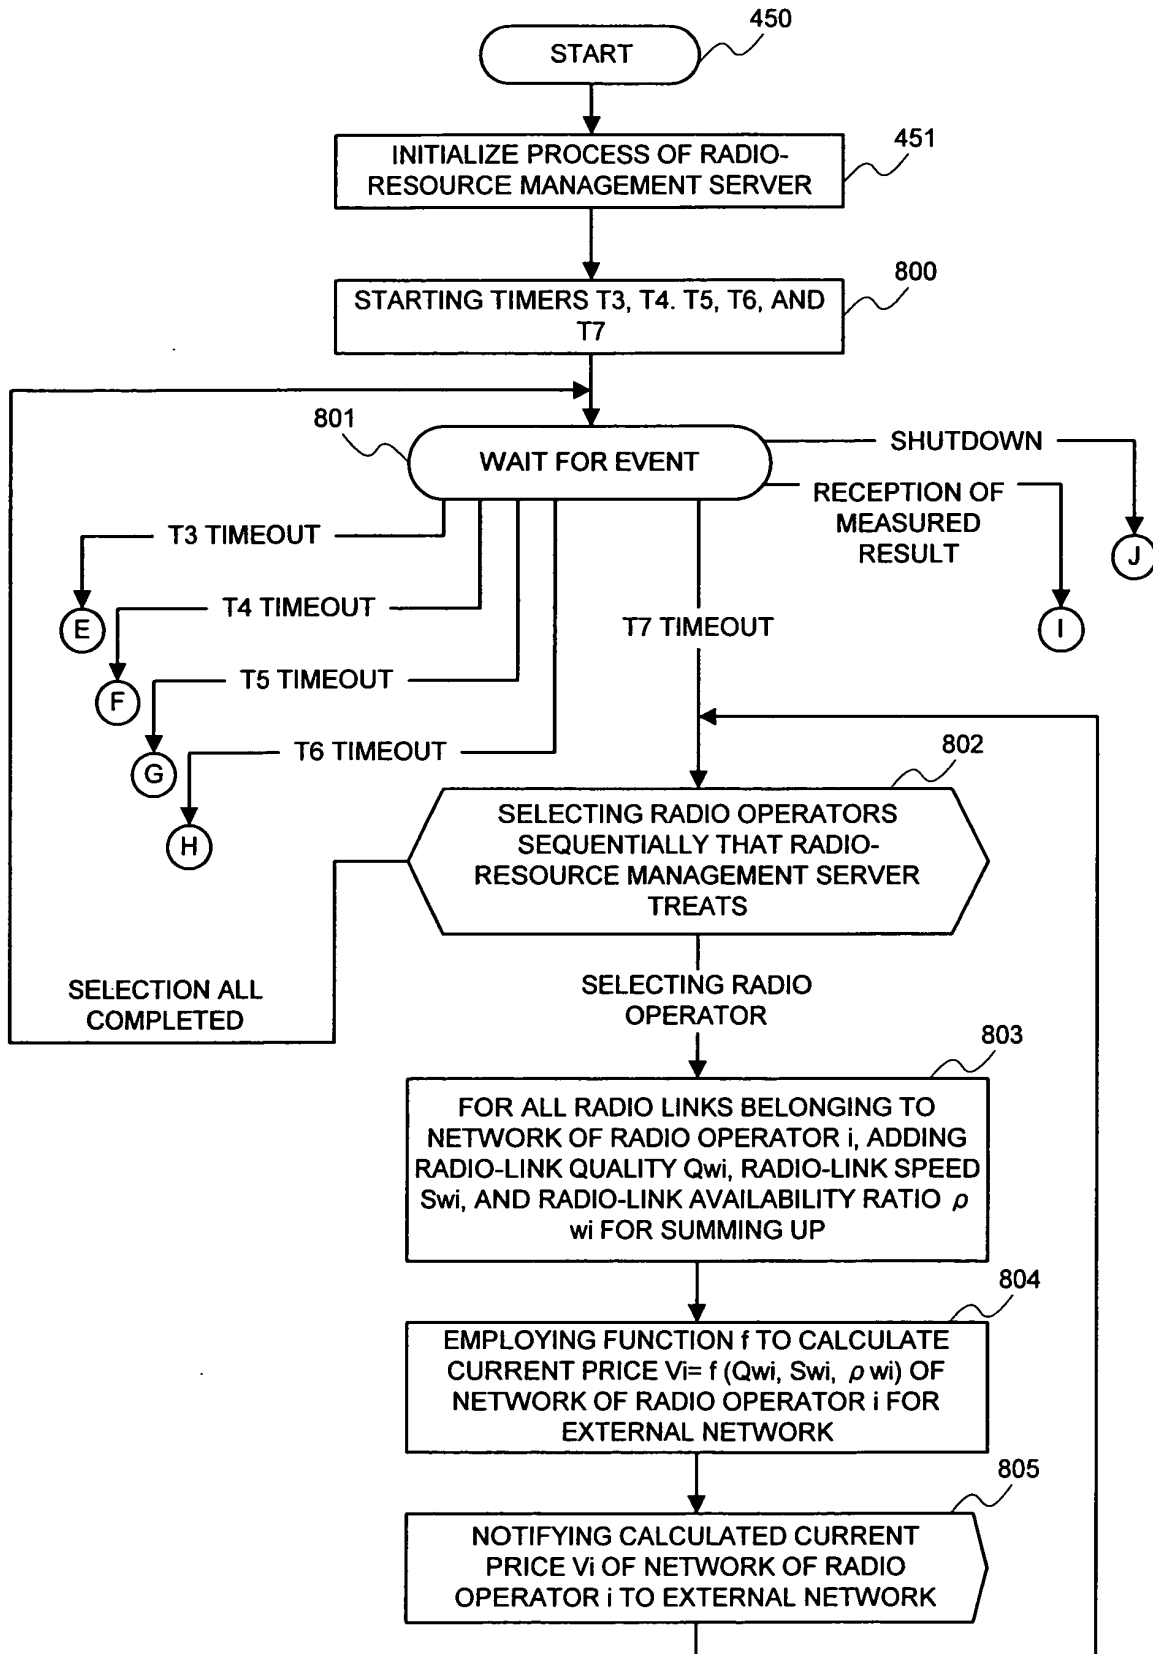 450
START
451
INITIALIZE PROCESS OF RADIO-
RESOURCE MANAGEMENT SERVER
800
STARTING TIMERS T3, T4. T5, T6, AND
T7
801
WAIT FOR EVENT
SHUTDOWN
RECEPTION OF
MEASURED
RESULT
J
I
T3 TIMEOUT
E
T4 TIMEOUT
F
T5 TIMEOUT
G
T6 TIMEOUT
H
T7 TIMEOUT
802
SELECTING RADIO OPERATORS
SEQUENTIALLY THAT RADIO-
RESOURCE MANAGEMENT SERVER
TREATS
SELECTION ALL
COMPLETED
SELECTING RADIO
OPERATOR
803
FOR ALL RADIO LINKS BELONGING TO
NETWORK OF RADIO OPERATOR i, ADDING
RADIO-LINK QUALITY Qwi, RADIO-LINK SPEED
Swi, AND RADIO-LINK AVAILABILITY RATIO ρ
wi FOR SUMMING UP
804
EMPLOYING FUNCTION f TO CALCULATE
CURRENT PRICE Vi= f (Qwi, Swi, ρ wi) OF
NETWORK OF RADIO OPERATOR i FOR
EXTERNAL NETWORK
805
NOTIFYING CALCULATED CURRENT
PRICE Vi OF NETWORK OF RADIO
OPERATOR i TO EXTERNAL NETWORK